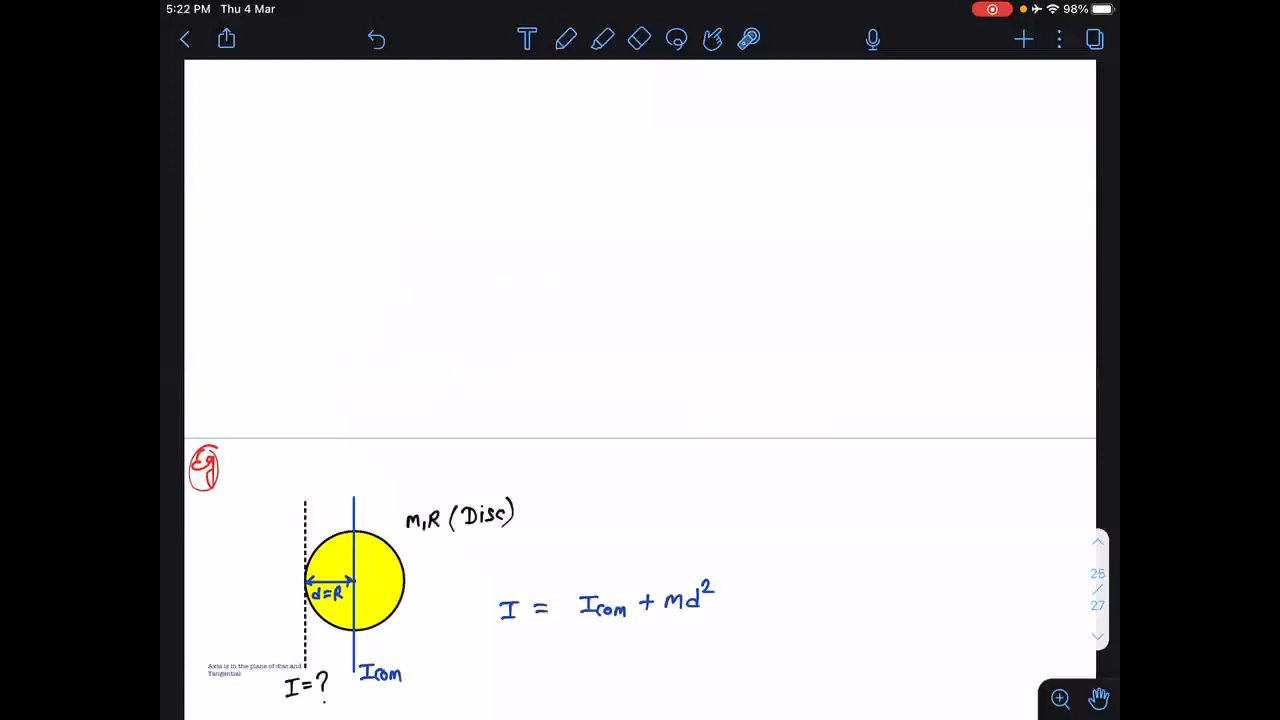 5:22 PM Thu 4 Mar
98%
T
25
/
27
Eg
M,R (Disc)
d=R
I = Icom + md²
Axis is in the plane of disc and
Tangential
Icom
I=?